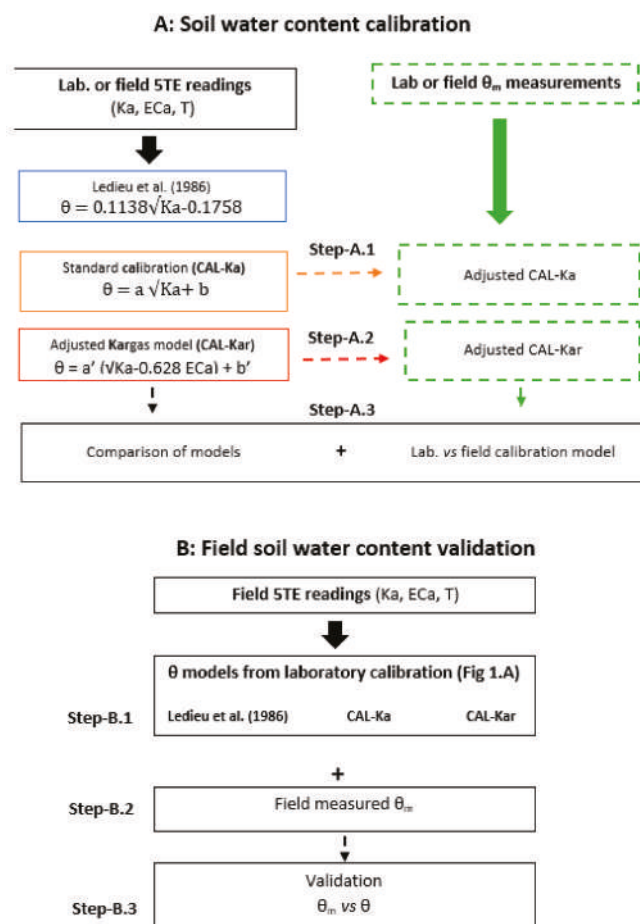 A: Soil water content calibration
Lab. or field 5TE readings
(Ka, ECa, T)
Lab or field θₘ measurements
Ledieu et al. (1986)
θ = 0.1138√Ka-0.1758
Step-A.1
Standard calibration (CAL-Ka)
θ = a √Ka+ b
Adjusted CAL-Ka
Step-A.2
Adjusted Kargas model (CAL-Kar)
θ = a′ (√Ka-0.628 ECa) + b′
Adjusted CAL-Kar
Step-A.3
Comparison of models + Lab. vs field calibration model
B: Field soil water content validation
Field 5TE readings (Ka, ECa, T)
θ models from laboratory calibration (Fig 1.A)
Step-B.1 Ledieu et al. (1986) CAL-Ka CAL-Kar
+
Step-B.2 Field measured θₘ
Validation
Step-B.3 θₘ vs θ